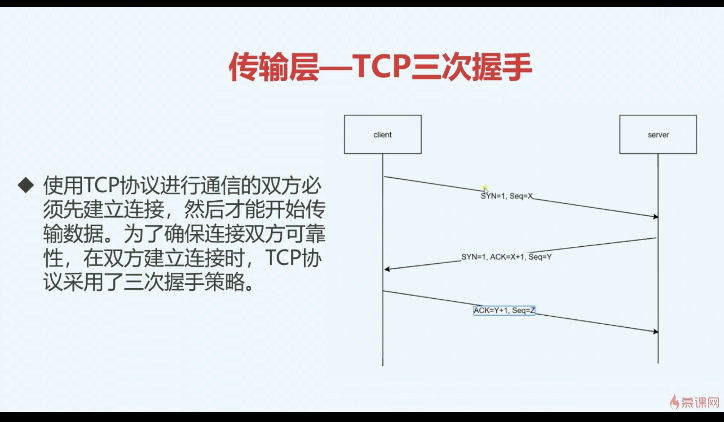 传输层—TCP三次握手
client
server
◆ 使用TCP协议进行通信的双方必
须先建立连接，然后才能开始传
输数据。为了确保连接双方可靠
性，在双方建立连接时，TCP协
议采用了三次握手策略。
SYN=1, Seq=X
SYN=1, ACK=X+1, Seq=Y
ACK=Y+1, Seq=Z
慕课网